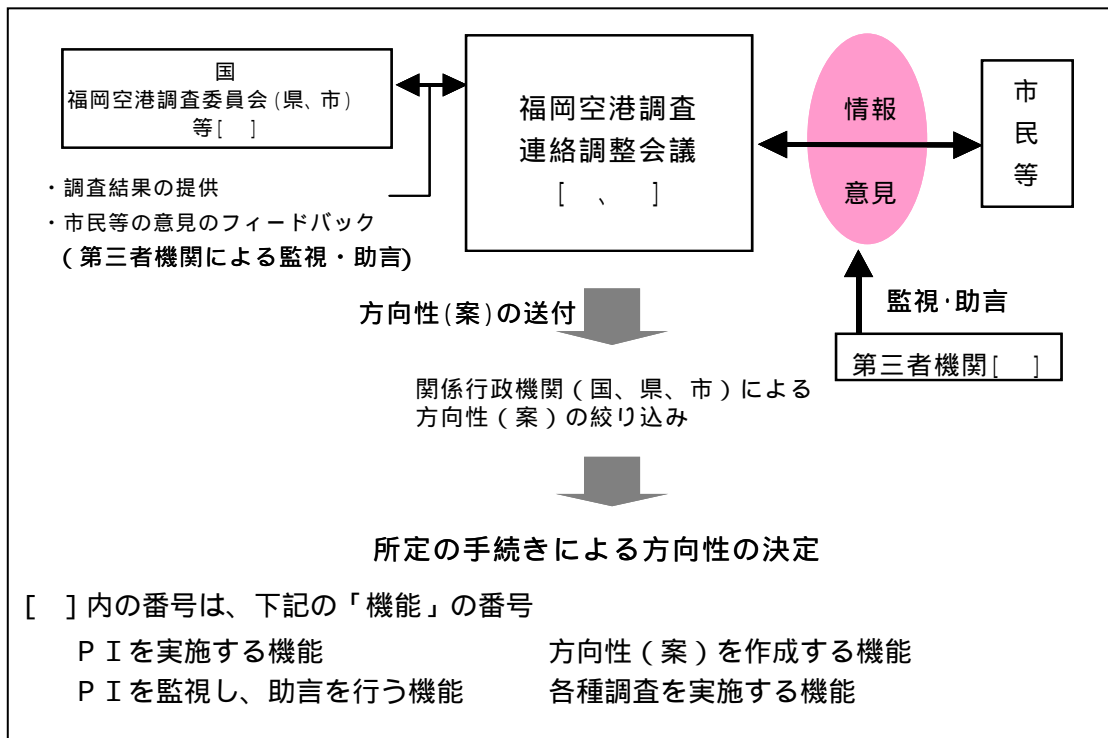 国
福岡空港調査委員会(県、市)
等[　]
・調査結果の提供
・市民等の意見のフィードバック
(第三者機関による監視・助言)
福岡空港調査
連絡調整会議
[　、　]
情報
意見
市民等
監視・助言
第三者機関[　]
方向性(案)の送付
関係行政機関(国、県、市)による
方向性(案)の絞り込み
所定の手続きによる方向性の決定
[　]内の番号は、下記の「機能」の番号
ＰＩを実施する機能　方向性(案)を作成する機能
ＰＩを監視し、助言を行う機能　各種調査を実施する機能